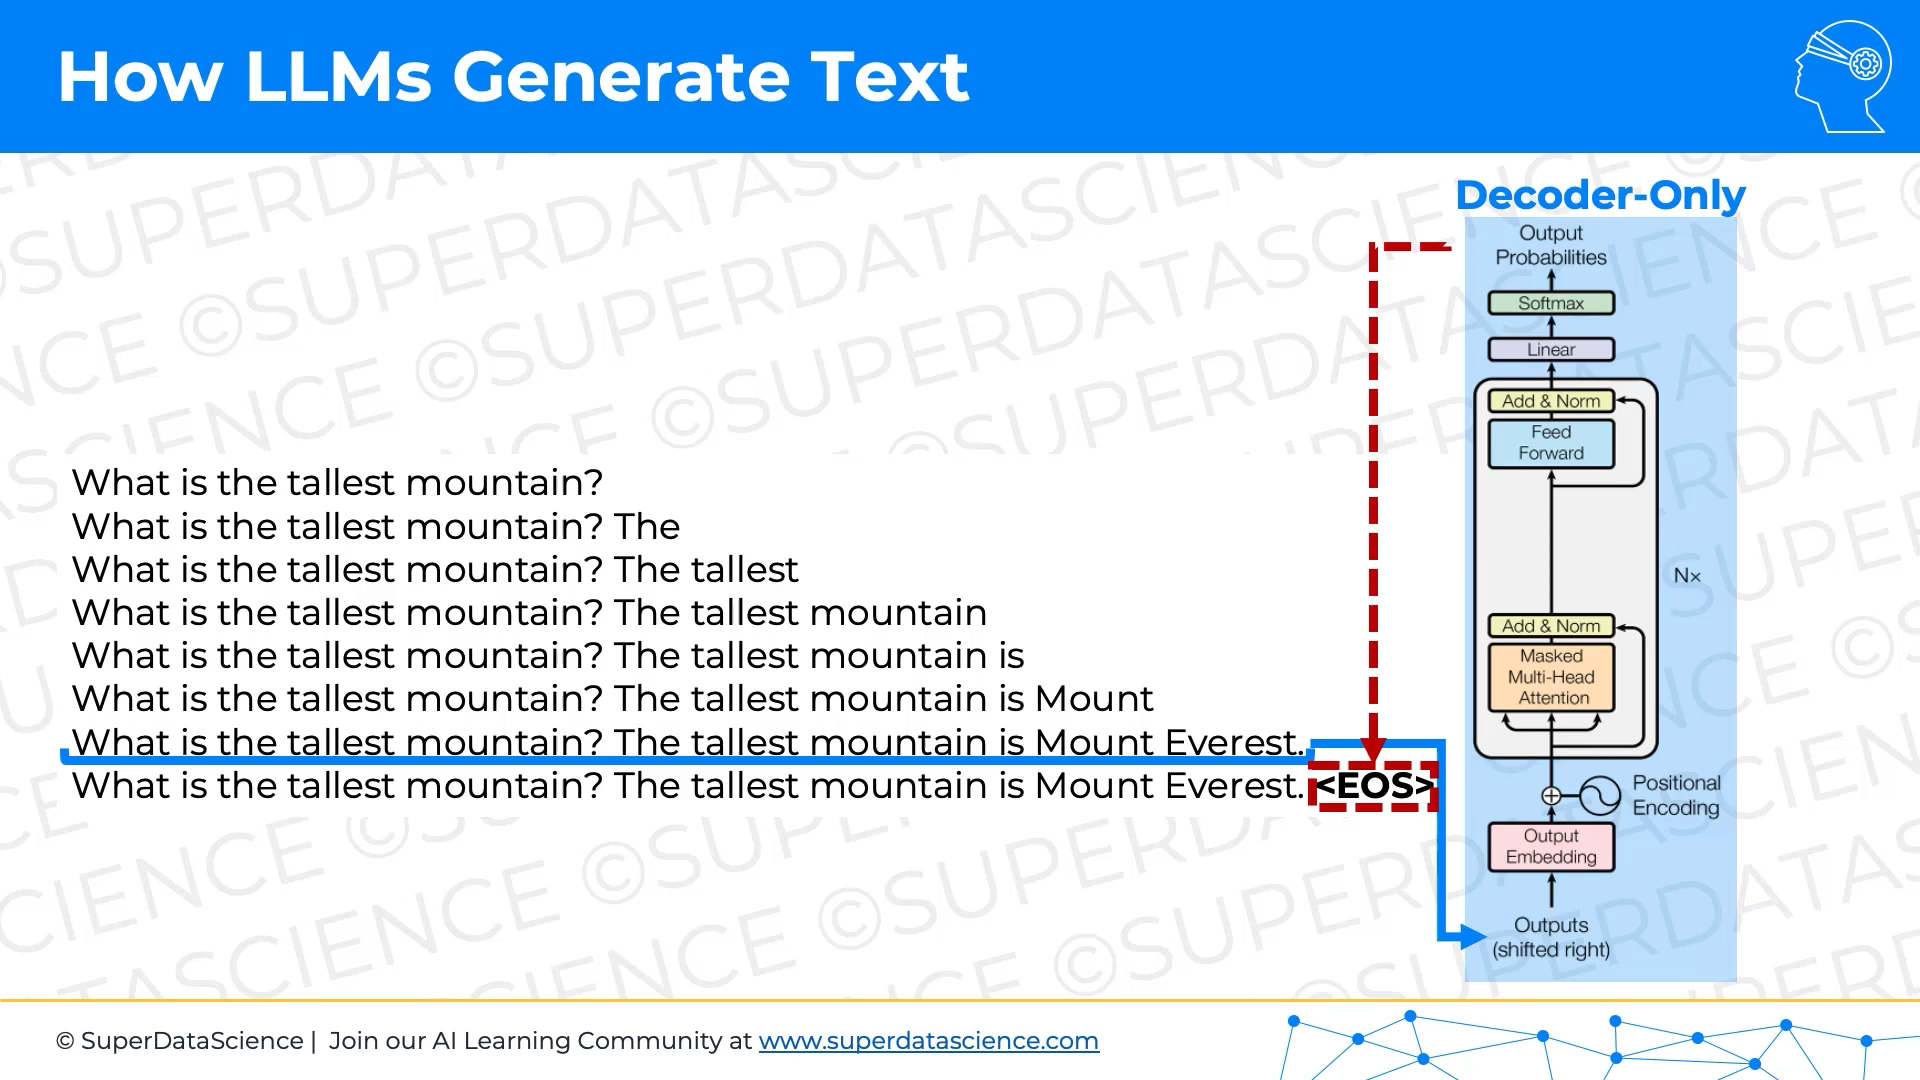 How LLMs Generate Text
Decoder-Only
Output
Probabilities
Softmax
Linear
Add & Norm
Feed
Forward
Nx
Add & Norm
Masked
Multi-Head
Attention
Positional
Encoding
Output
Embedding
Outputs
(shifted right)
What is the tallest mountain?
What is the tallest mountain? The
What is the tallest mountain? The tallest
What is the tallest mountain? The tallest mountain
What is the tallest mountain? The tallest mountain is
What is the tallest mountain? The tallest mountain is Mount
What is the tallest mountain? The tallest mountain is Mount Everest.
What is the tallest mountain? The tallest mountain is Mount Everest. <EOS>
©SUPERDATASCIENCE
© SuperDataScience | Join our AI Learning Community at www.superdatascience.com